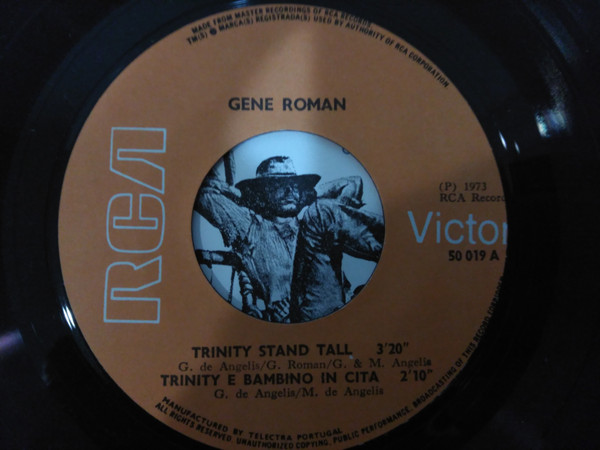 MADE FROM MASTER RECORDINGS OF RCA RECORDS
TM(S) ® MARCA(S) REGISTRADA(S) USED BY AUTHORITY OF RCA CORPORATION
GENE ROMAN
RCA
(P) 1973
RCA Record
Victor
50 019 A
TRINITY STAND TALL 3'20"
G. de Angelis/G. Roman/G. & M. Angelis
TRINITY E BAMBINO IN CITA 2'10"
G. de Angelis/M. de Angelis
MANUFACTURED BY TELECTRA PORTUGAL
ALL RIGHTS RESERVED. UNAUTHORIZED COPYING, PUBLIC PERFORMANCE, BROADCASTING OF THIS RECORD